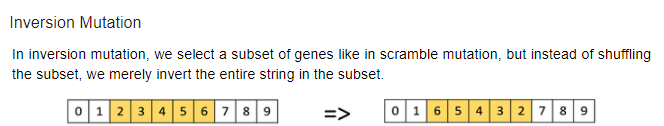 Inversion Mutation
In inversion mutation, we select a subset of genes like in scramble mutation, but instead of shuffling
the subset, we merely invert the entire string in the subset.
0 1 2 3 4 5 6 7 8 9 => 0 1 6 5 4 3 2 7 8 9